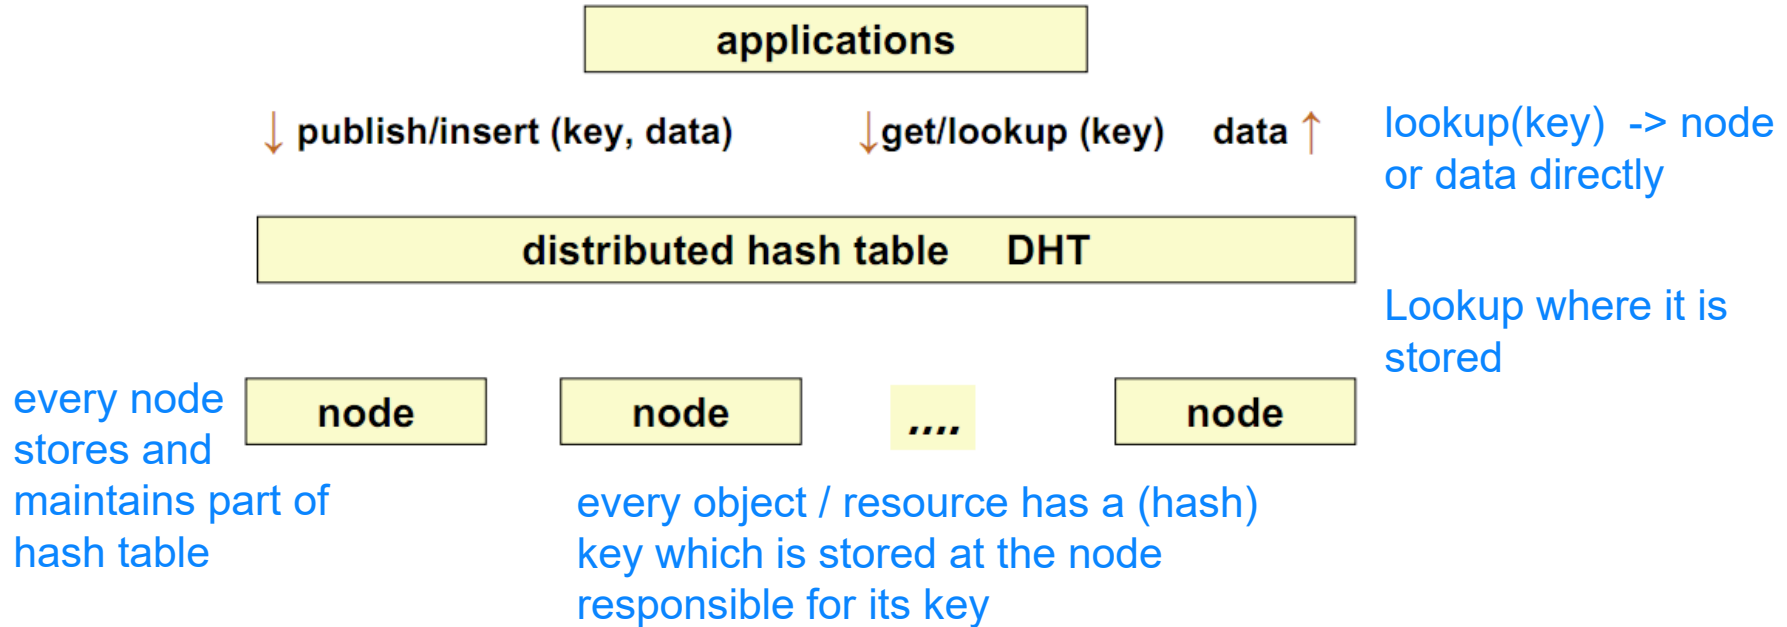 applications
↓ publish/insert (key, data) ↓get/lookup (key) data ↑
lookup(key) -> node
or data directly
distributed hash table DHT
Lookup where it is
stored
every node
stores and
maintains part of
hash table
node node .... node
every object / resource has a (hash)
key which is stored at the node
responsible for its key